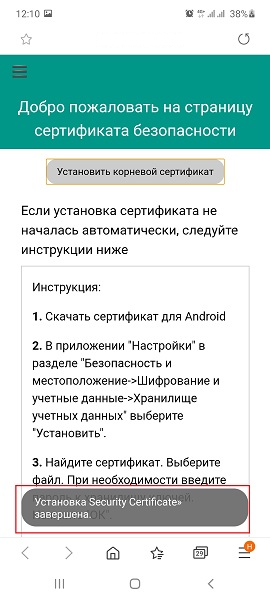 12:10
38%
Добро пожаловать на страницу
сертификата безопасности
Установить корневой сертификат
Если установка сертификата не
началась автоматически, следуйте
инструкции ниже
Инструкция:
1. Скачать сертификат для Android
2. В приложении "Настройки" в
разделе "Безопасность и
местоположение->Шифрование и
учетные данные->Хранилище
учетных данных" выберите
"Установить".
3. Найдите сертификат. Выберите
файл. При необходимости введите
Установка Security Certificate»
завершена.
29
H